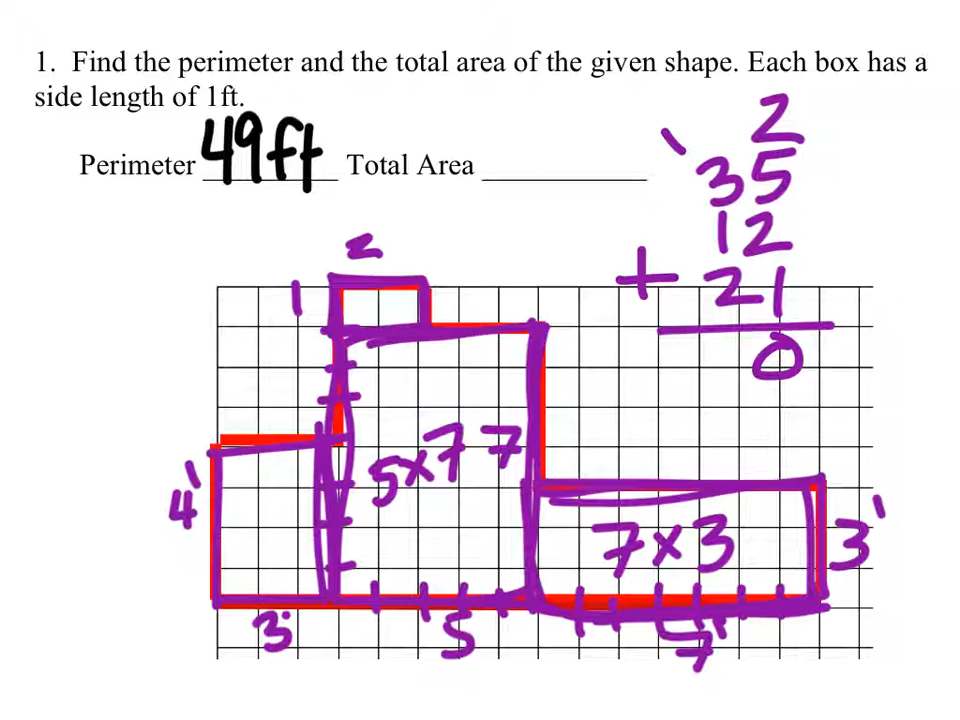 1. Find the perimeter and the total area of the given shape. Each box has a
side length of 1ft.
Perimeter 49ft Total Area ____________
2
35
12
+ 21
0
2
1
5x7 7
4'
7x3
3'
3
5
7